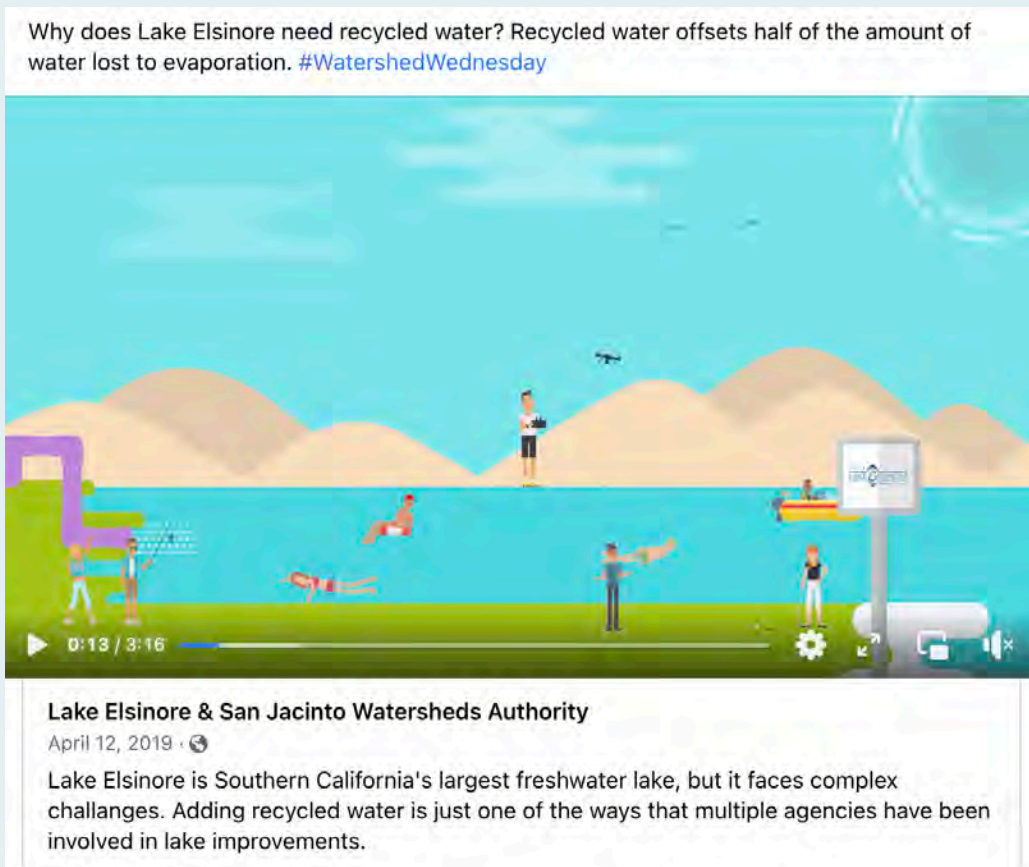 Why does Lake Elsinore need recycled water? Recycled water offsets half of the amount of
water lost to evaporation. #WatershedWednesday
0:13 / 3:16
Lake Elsinore & San Jacinto Watersheds Authority
April 12, 2019 ·
Lake Elsinore is Southern California's largest freshwater lake, but it faces complex
challanges. Adding recycled water is just one of the ways that multiple agencies have been
involved in lake improvements.